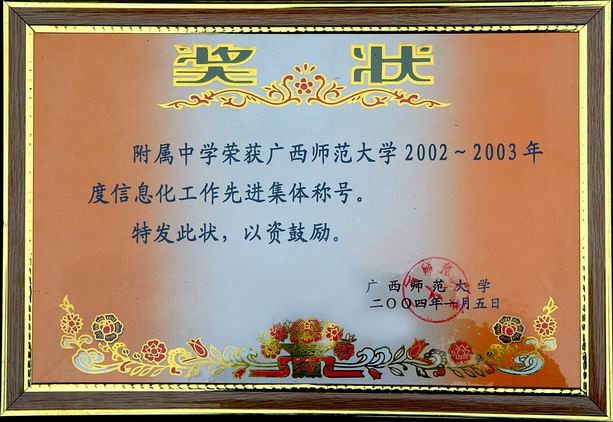 奖状
附属中学荣获广西师范大学2002～2003年
度信息化工作先进集体称号。
特发此状，以资鼓励。
广西师范大学
二〇〇四年一月五日